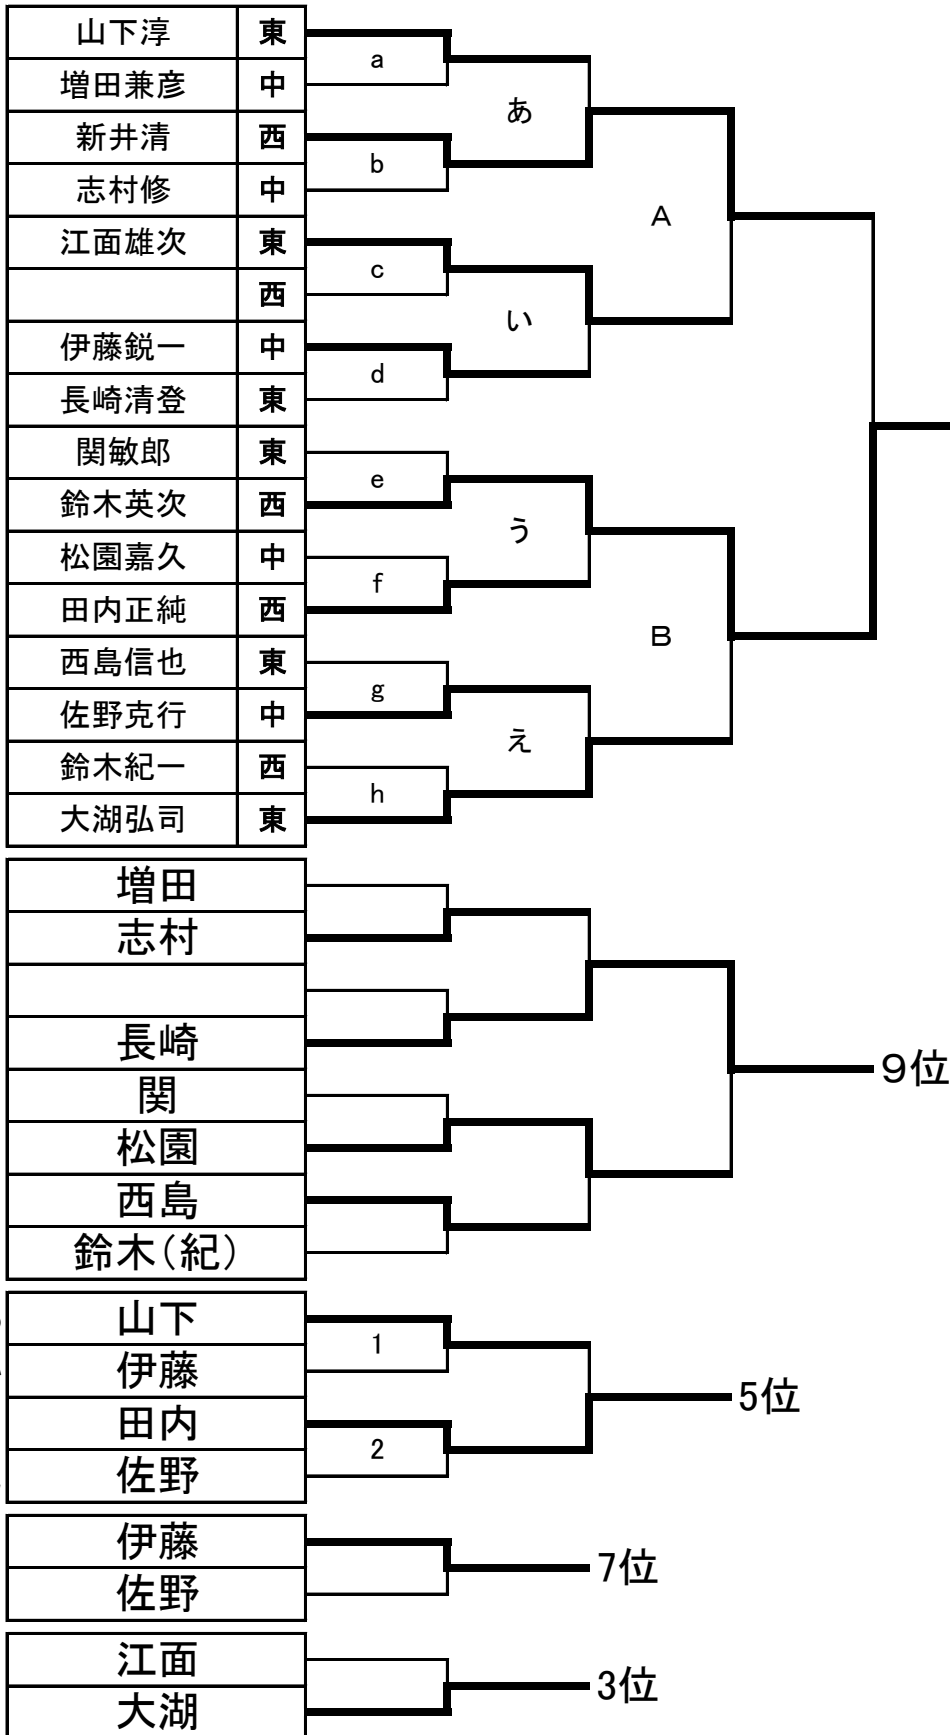 山下淳 東
a
増田兼彦 中
あ
新井清 西
b
志村修 中
A
江面雄次 東
c
西
い
伊藤鋭一 中
d
長崎清登 東
関敏郎 東
e
鈴木英次 西
う
松園嘉久 中
f
田内正純 西
B
西島信也 東
g
佐野克行 中
え
鈴木紀一 西
h
大湖弘司 東
増田
志村
長崎
9位
関
松園
西島
鈴木(紀)
山下
1
伊藤
5位
田内
2
佐野
伊藤
7位
佐野
江面
3位
大湖